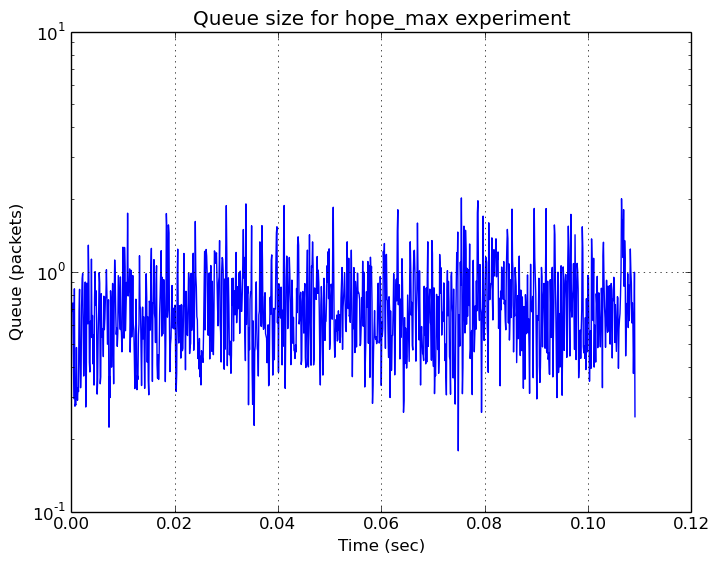 Queue size for hope_max experiment
10^1
10^0
10^-1
Queue (packets)
0.00 0.02 0.04 0.06 0.08 0.10 0.12
Time (sec)